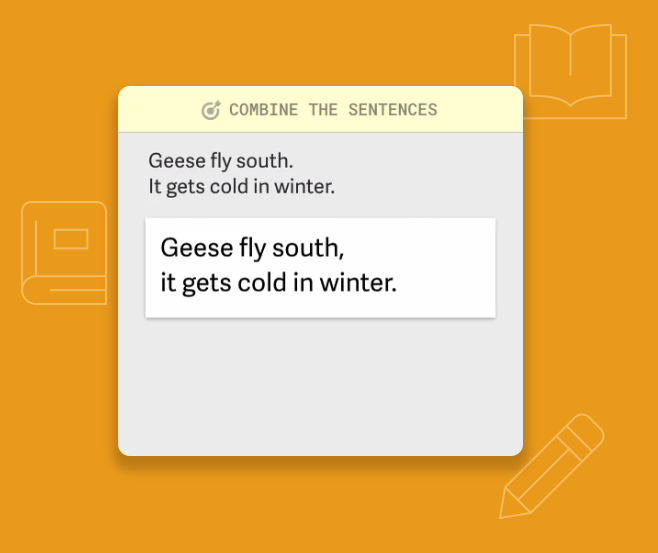 COMBINE THE SENTENCES
Geese fly south.
It gets cold in winter.
Geese fly south,
it gets cold in winter.